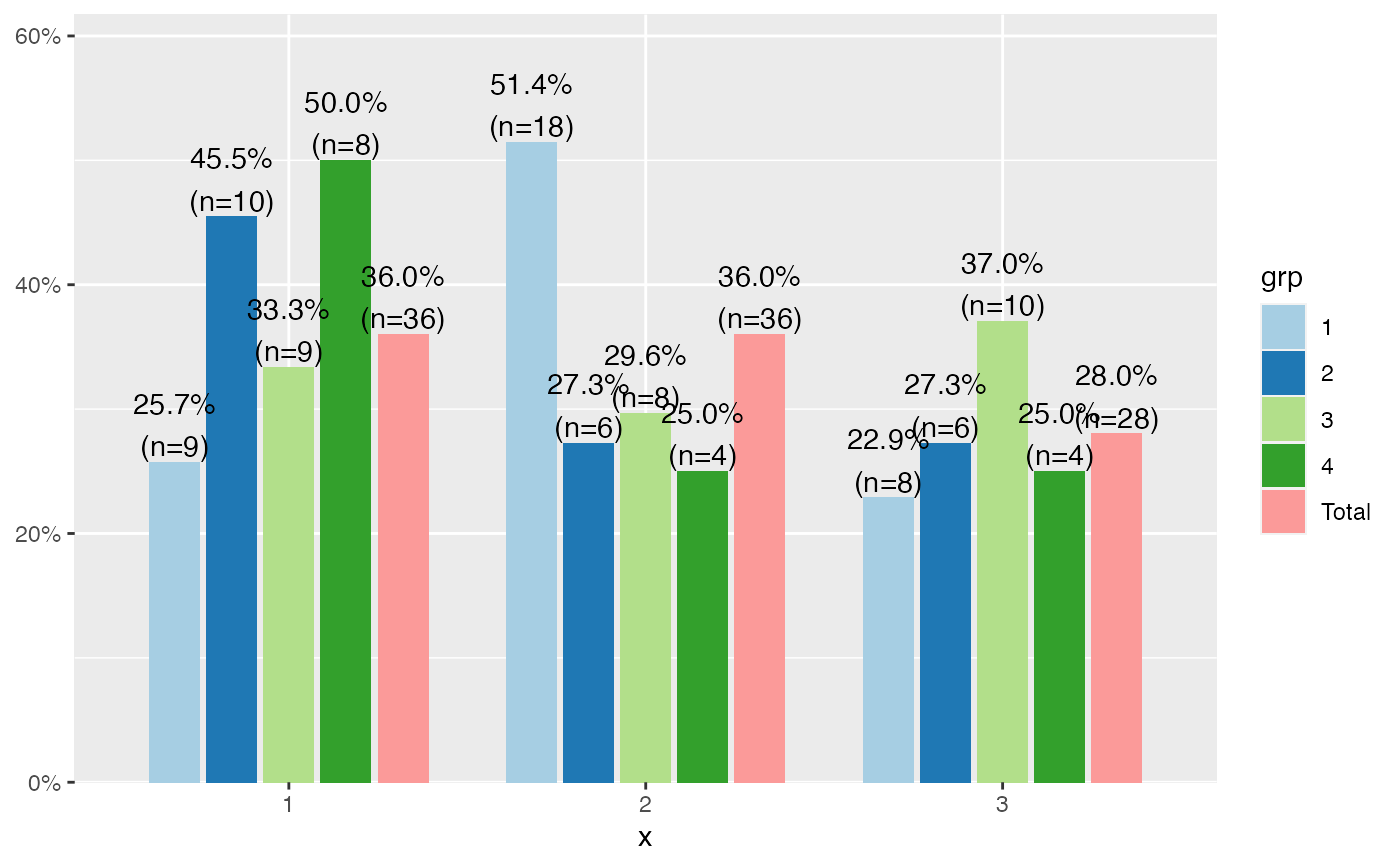 60%
40%
20%
0%
25.7%
(n=9)
45.5%
(n=10)
33.3%
(n=9)
50.0%
(n=8)
36.0%
(n=36)
51.4%
(n=18)
27.3%
(n=6)
29.6%
(n=8)
25.0%
(n=4)
36.0%
(n=36)
22.9%
(n=8)
27.3%
(n=6)
37.0%
(n=10)
25.0%
(n=4)
28.0%
(n=28)
1
2
3
x
grp
1
2
3
4
Total